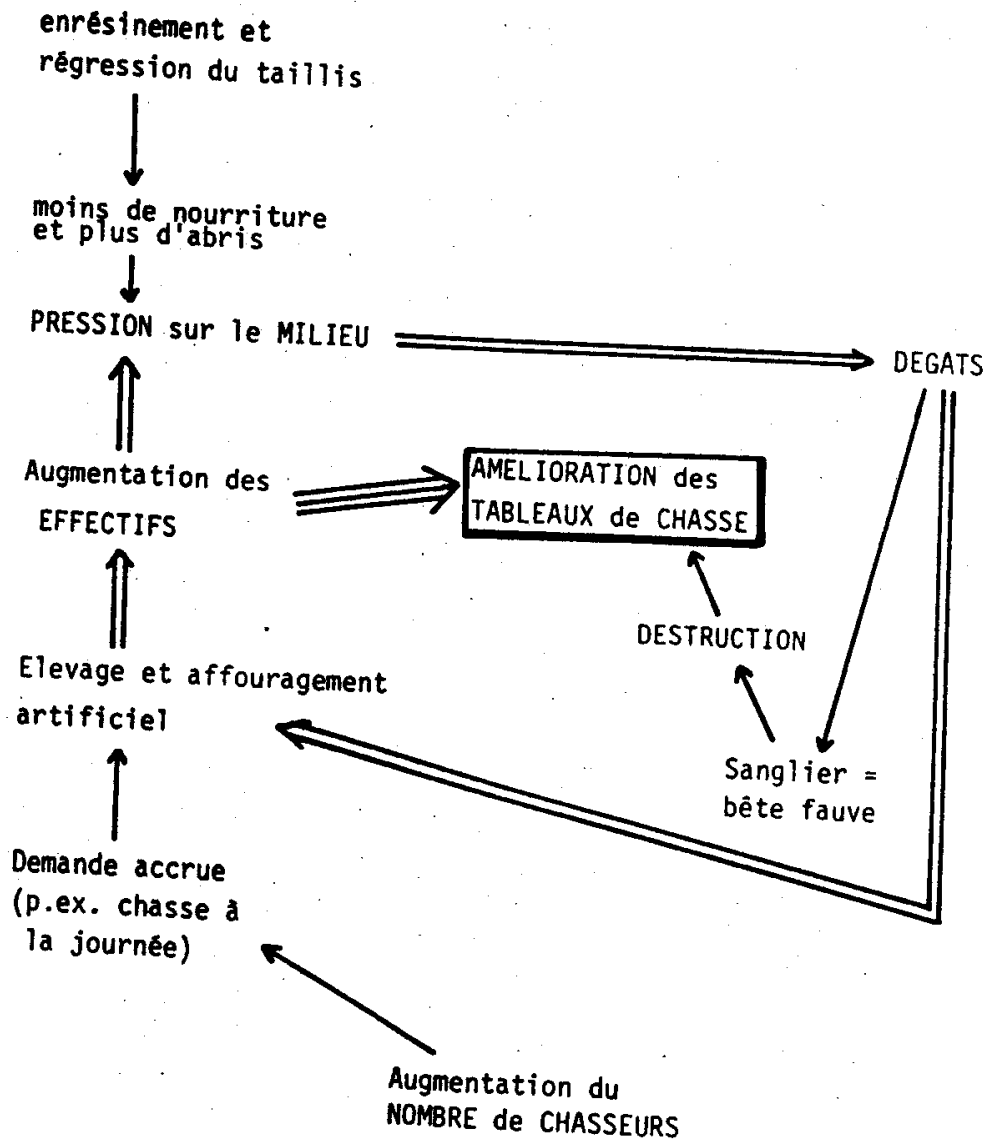 enrésinement et
régression du taillis
moins de nourriture
et plus d'abris
PRESSION sur le MILIEU
DEGATS
Augmentation des
EFFECTIFS
AMELIORATION des
TABLEAUX de CHASSE
DESTRUCTION
Elevage et affouragement
artificiel
Sanglier =
bête fauve
Demande accrue
(p.ex. chasse à
la journée)
Augmentation du
NOMBRE de CHASSEURS